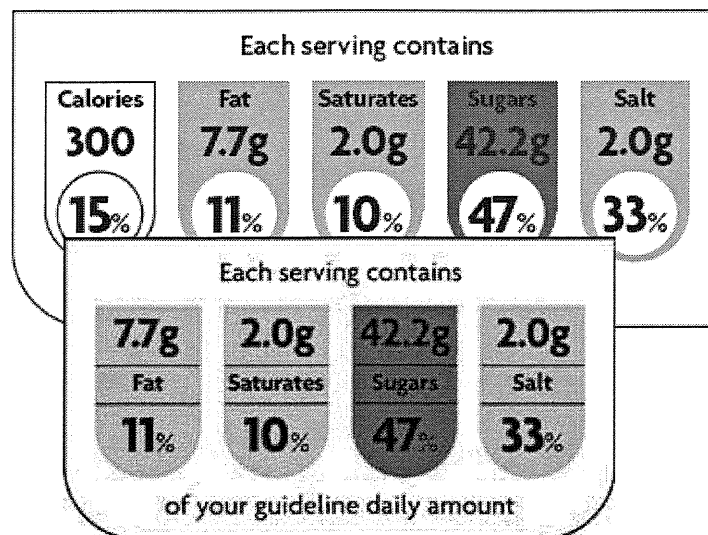 Each serving contains
Calories Fat Saturates Sugars Salt
300 7.7g 2.0g 42.2g 2.0g
15% 11% 10% 47% 33%
Each serving contains
7.7g 2.0g 42.2g 2.0g
Fat Saturates Sugars Salt
11% 10% 47% 33%
of your guideline daily amount